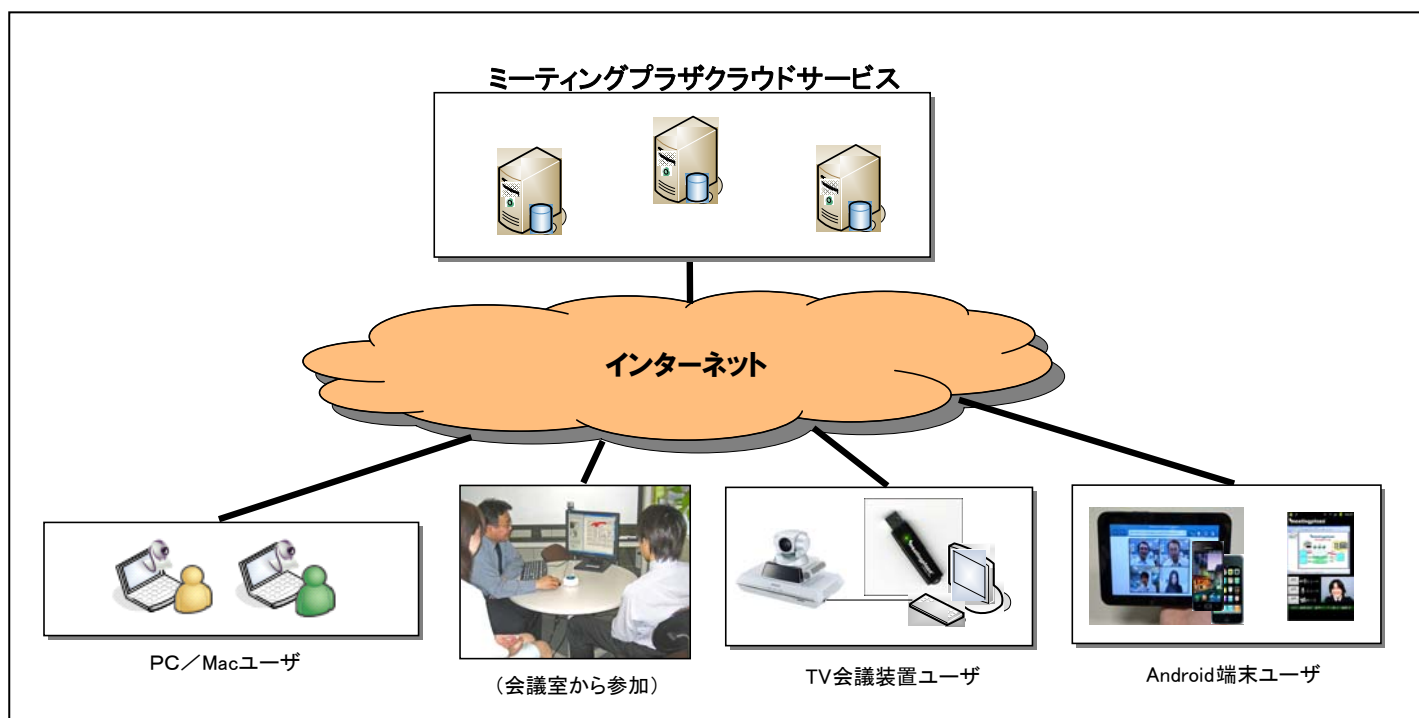 ミーティングプラザクラウドサービス
インターネット
PC／Macユーザ
（会議室から参加）
TV会議装置ユーザ
Android端末ユーザ